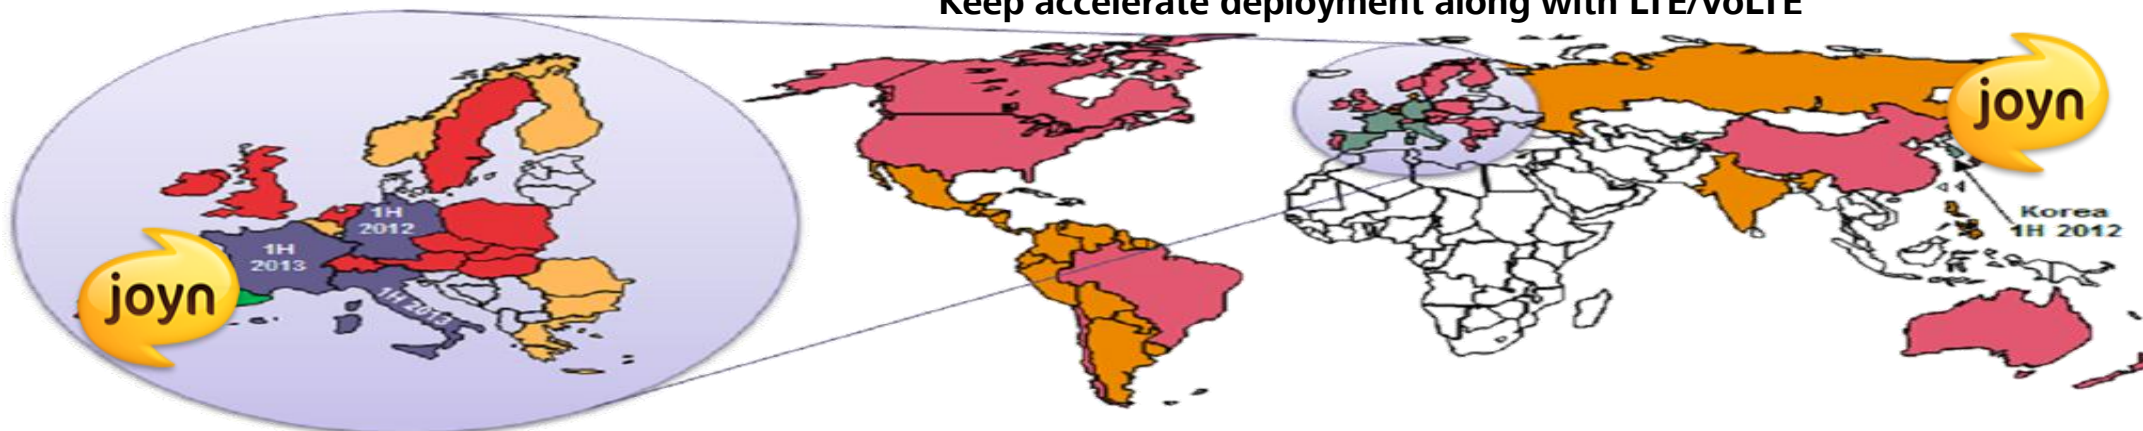 Keep accelerate deployment along with LTE/VoLTE
joyn
1H
2012
1H
2013
1H 2013
joyn
Korea
1H 2012